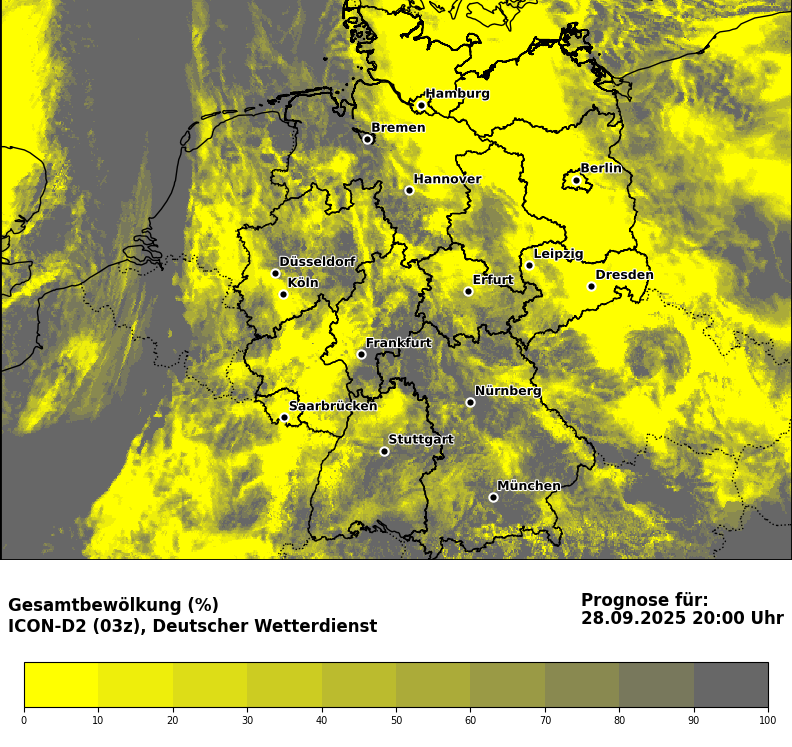 Hamburg
Bremen
Berlin
Hannover
Leipzig
Düsseldorf
Dresden
Köln
Erfurt
Frankfurt
Nürnberg
Saarbrücken
Stuttgart
München
Gesamtbewölkung (%)
ICON-D2 (03z), Deutscher Wetterdienst
Prognose für:
28.09.2025 20:00 Uhr
0 10 20 30 40 50 60 70 80 90 100